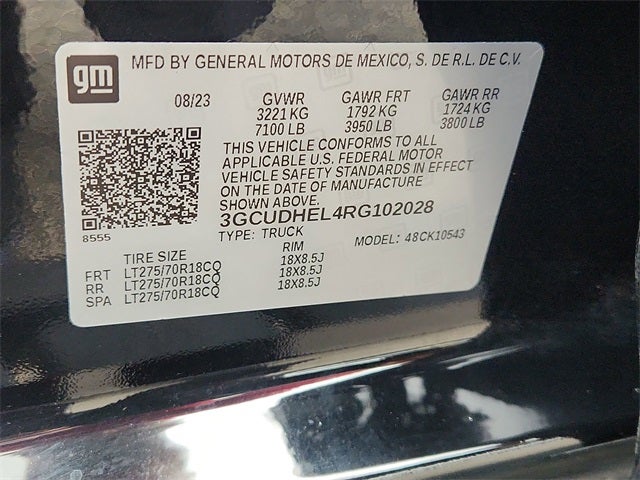 gm
MFD BY GENERAL MOTORS DE MEXICO, S. DE R.L. DE C.V.
08/23 GVWR GAWR FRT GAWR RR
3221 KG 1792 KG 1724 KG
7100 LB 3950 LB 3800 LB
THIS VEHICLE CONFORMS TO ALL
APPLICABLE U.S. FEDERAL MOTOR
VEHICLE SAFETY STANDARDS IN EFFECT
ON THE DATE OF MANUFACTURE
SHOWN ABOVE.
3GCUDHEL4RG102028
8555
TYPE: TRUCK MODEL: 48CK10543
TIRE SIZE RIM
FRT LT275/70R18CQ 18X8.5J
RR LT275/70R18CQ 18X8.5J
SPA LT275/70R18CQ 18X8.5J